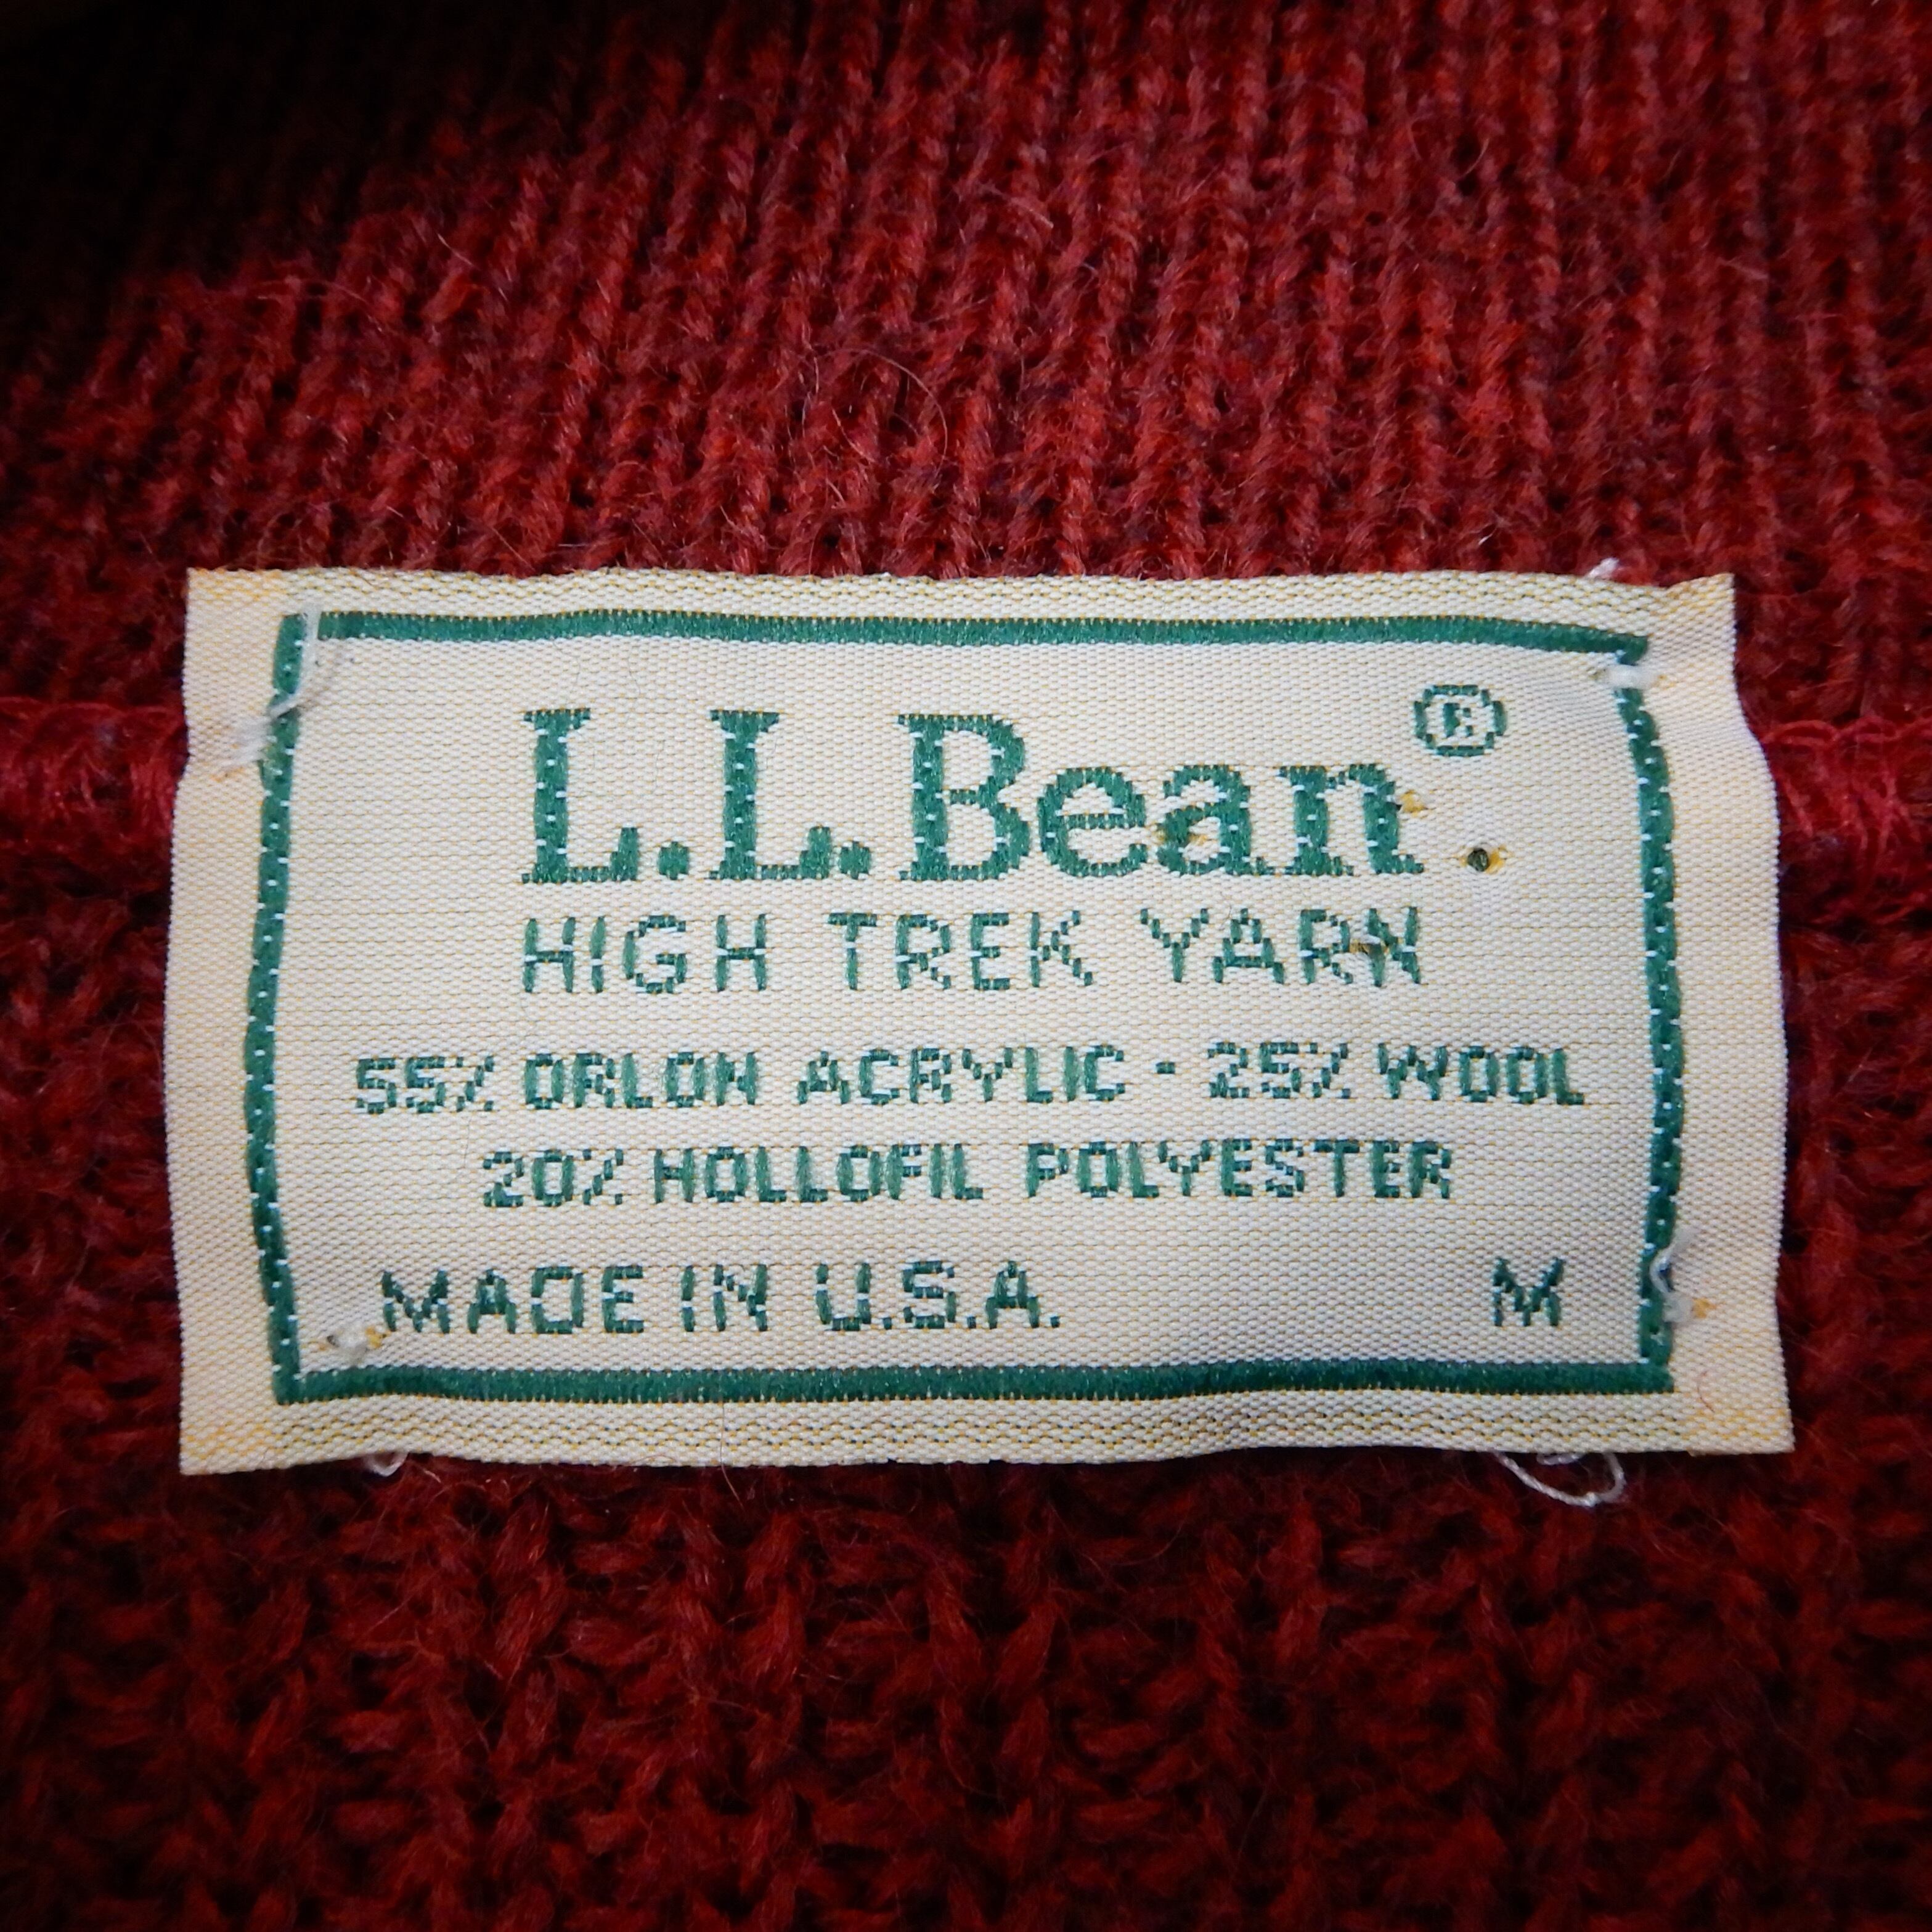 L.L.Bean®
HIGH TREK YARN
55% ORLON ACRYLIC - 25% WOOL
20% HOLLOFIL POLYESTER
MADE IN U.S.A. M